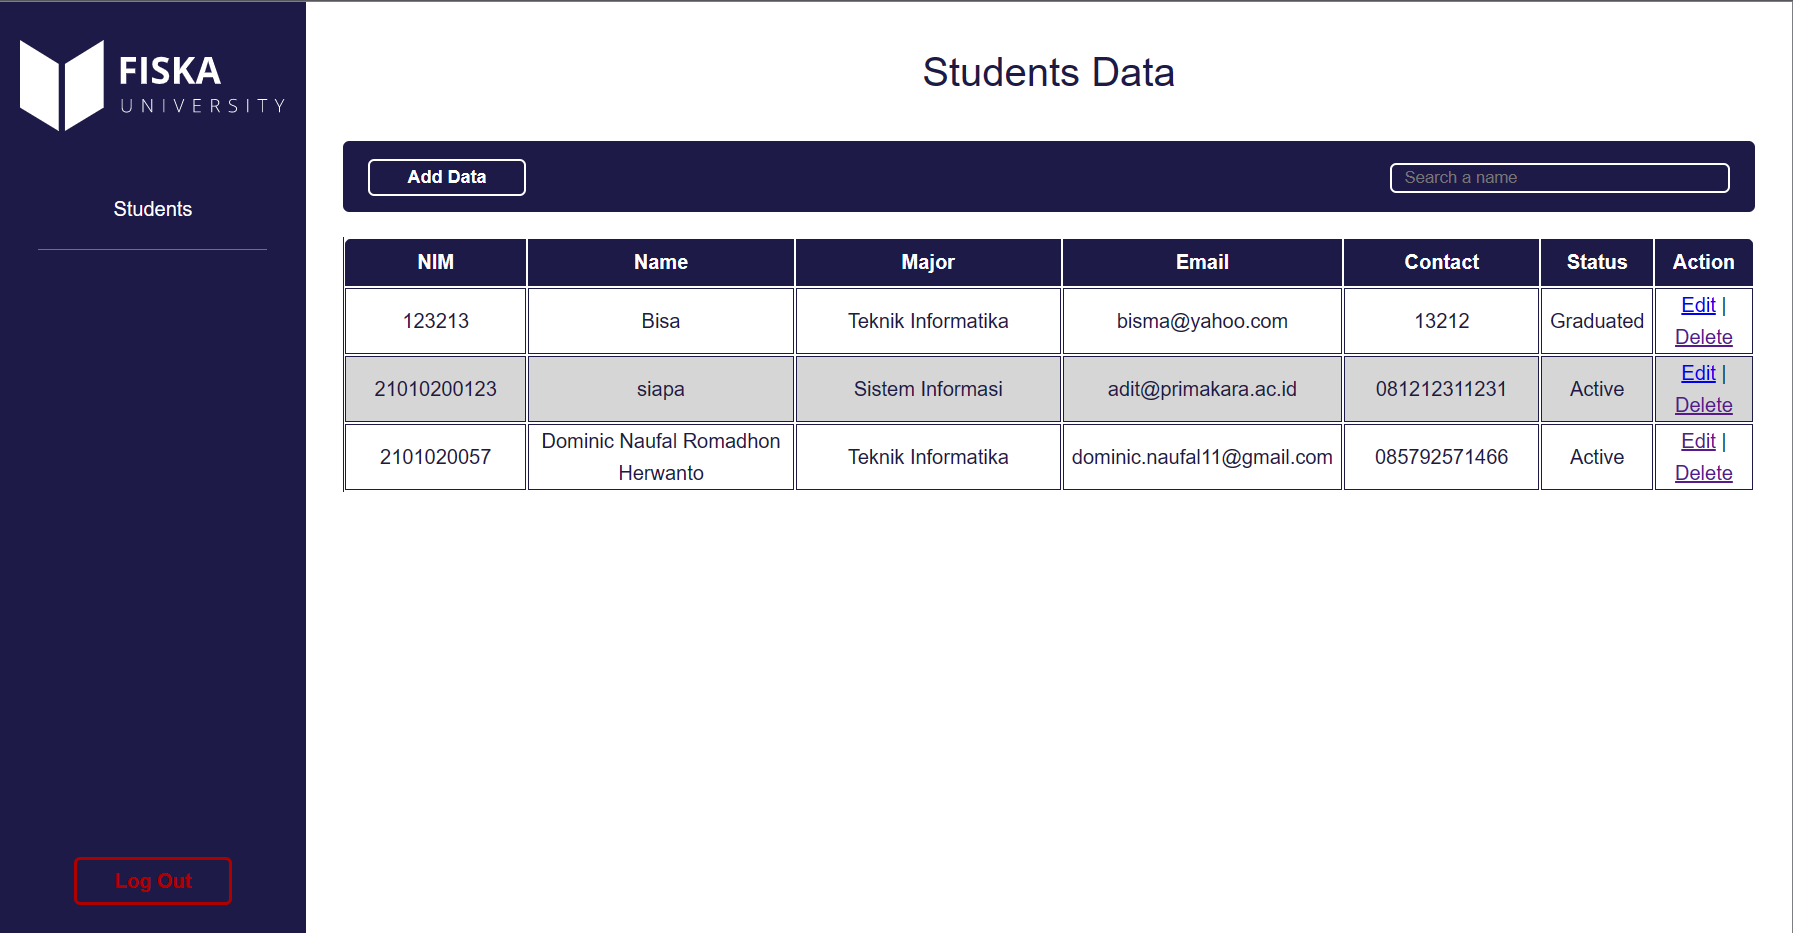 FISKA
UNIVERSITY
Students
Log Out
Students Data
Add Data
Search a name
NIM Name Major Email Contact Status Action
123213 Bisa Teknik Informatika bisma@yahoo.com 13212 Graduated Edit |
Delete
21010200123 siapa Sistem Informasi adit@primakara.ac.id 081212311231 Active Edit |
Delete
2101020057 Dominic Naufal Romadhon Teknik Informatika dominic.naufal11@gmail.com 085792571466 Active Edit |
Herwanto Delete